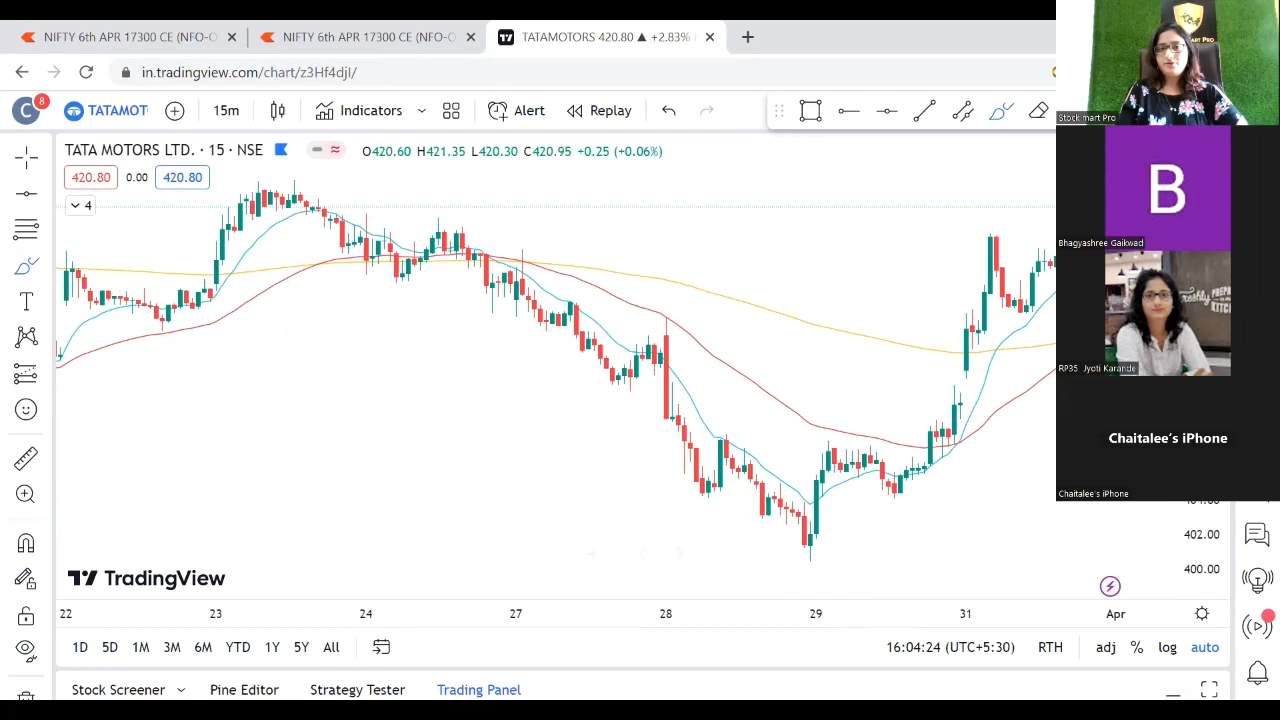 NIFTY 6th APR 17300 CE (NFO-O
NIFTY 6th APR 17300 CE (NFO-O
TATAMOTORS 420.80 ▲ +2.83%
in.tradingview.com/chart/z3Hf4djI/
C 8 TATAMOT 15m Indicators Alert Replay
TATA MOTORS LTD. · 15 · NSE O420.60 H421.35 L420.30 C420.95 +0.25 (+0.06%)
420.80 0.00 420.80
4
Stock mart Pro
B
Bhagyashree Gaikwad
RP35 Jyoti Karande
Chaitalee's iPhone
Chaitalee's iPhone
402.00
400.00
TradingView
22 23 24 27 28 29 31 Apr
1D 5D 1M 3M 6M YTD 1Y 5Y All 16:04:24 (UTC+5:30) RTH adj % log auto
Stock Screener Pine Editor Strategy Tester Trading Panel